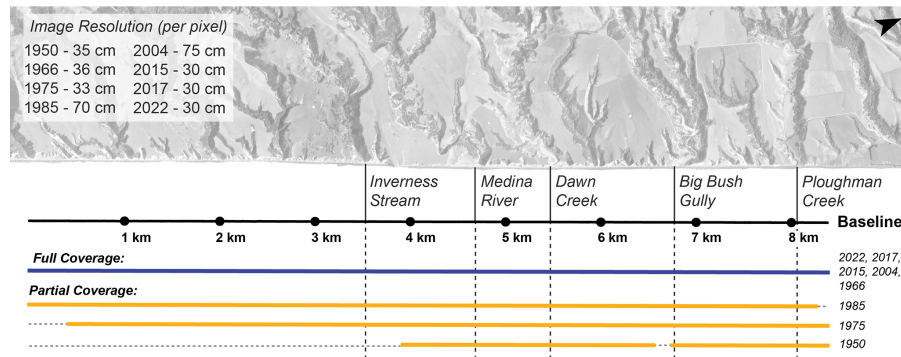 Image Resolution (per pixel)
1950 - 35 cm 2004 - 75 cm
1966 - 36 cm 2015 - 30 cm
1975 - 33 cm 2017 - 30 cm
1985 - 70 cm 2022 - 30 cm
Inverness Stream
Medina River
Dawn Creek
Big Bush Gully
Ploughman Creek
Baseline
1 km 2 km 3 km 4 km 5 km 6 km 7 km 8 km
Full Coverage:
2022, 2017,
2015, 2004,
1966
Partial Coverage:
1985
1975
1950